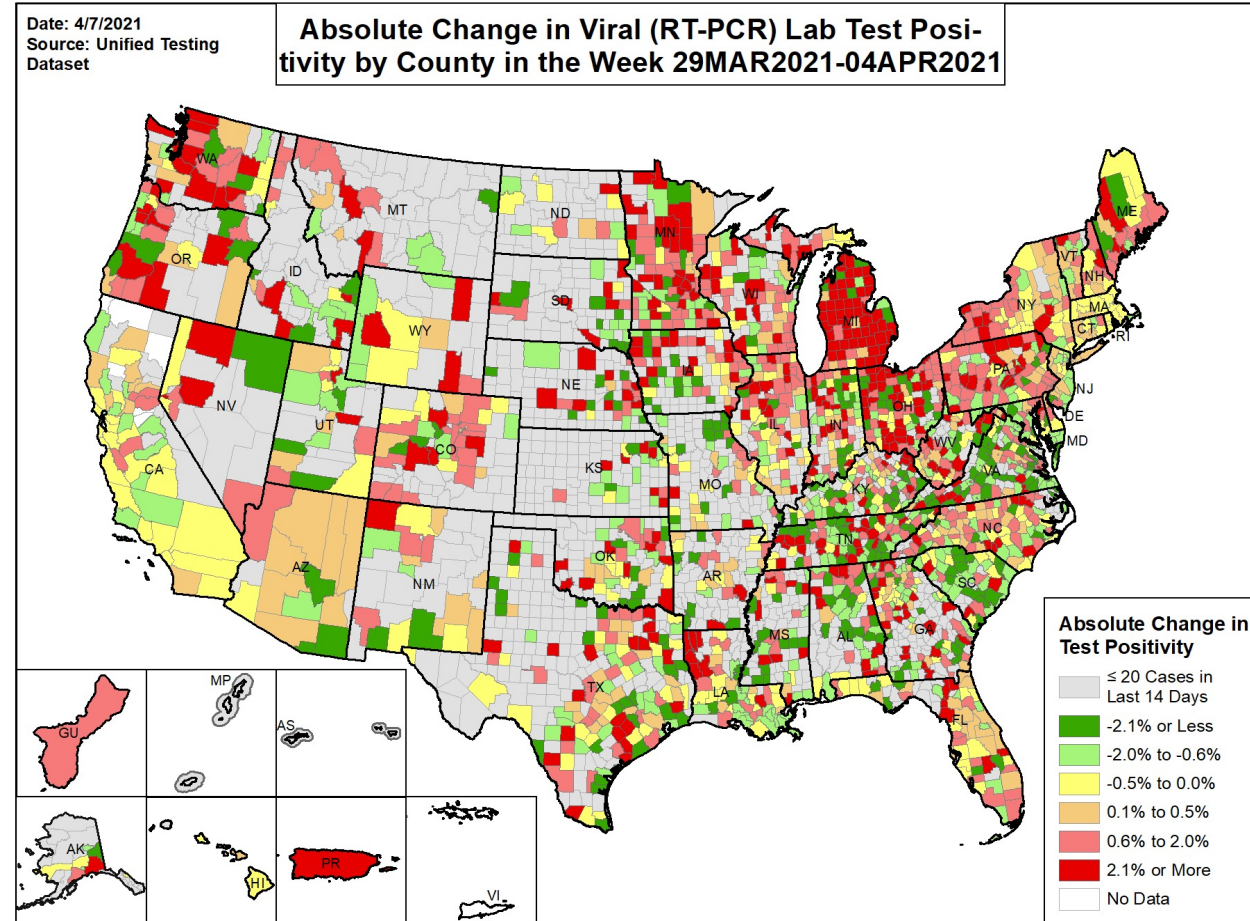 Date: 4/7/2021
Source: Unified Testing
Dataset
Absolute Change in Viral (RT-PCR) Lab Test Posi-
tivity by County in the Week 29MAR2021-04APR2021
WA
MT
ND
MN
ME
OR
ID
SD
WI
VT
NH
NY
MA
WY
MI
CT
RI
IA
PA
NE
NJ
NV
OH
UT
IL
IN
DE
CO
WV
MD
CA
KS
MO
VA
KY
NC
TN
AZ
OK
NM
AR
SC
MS
AL
GA
TX
LA
FL
MP
GU
AS
AK
HI
PR
VI
Absolute Change in
Test Positivity
≤ 20 Cases in
Last 14 Days
-2.1% or Less
-2.0% to -0.6%
-0.5% to 0.0%
0.1% to 0.5%
0.6% to 2.0%
2.1% or More
No Data